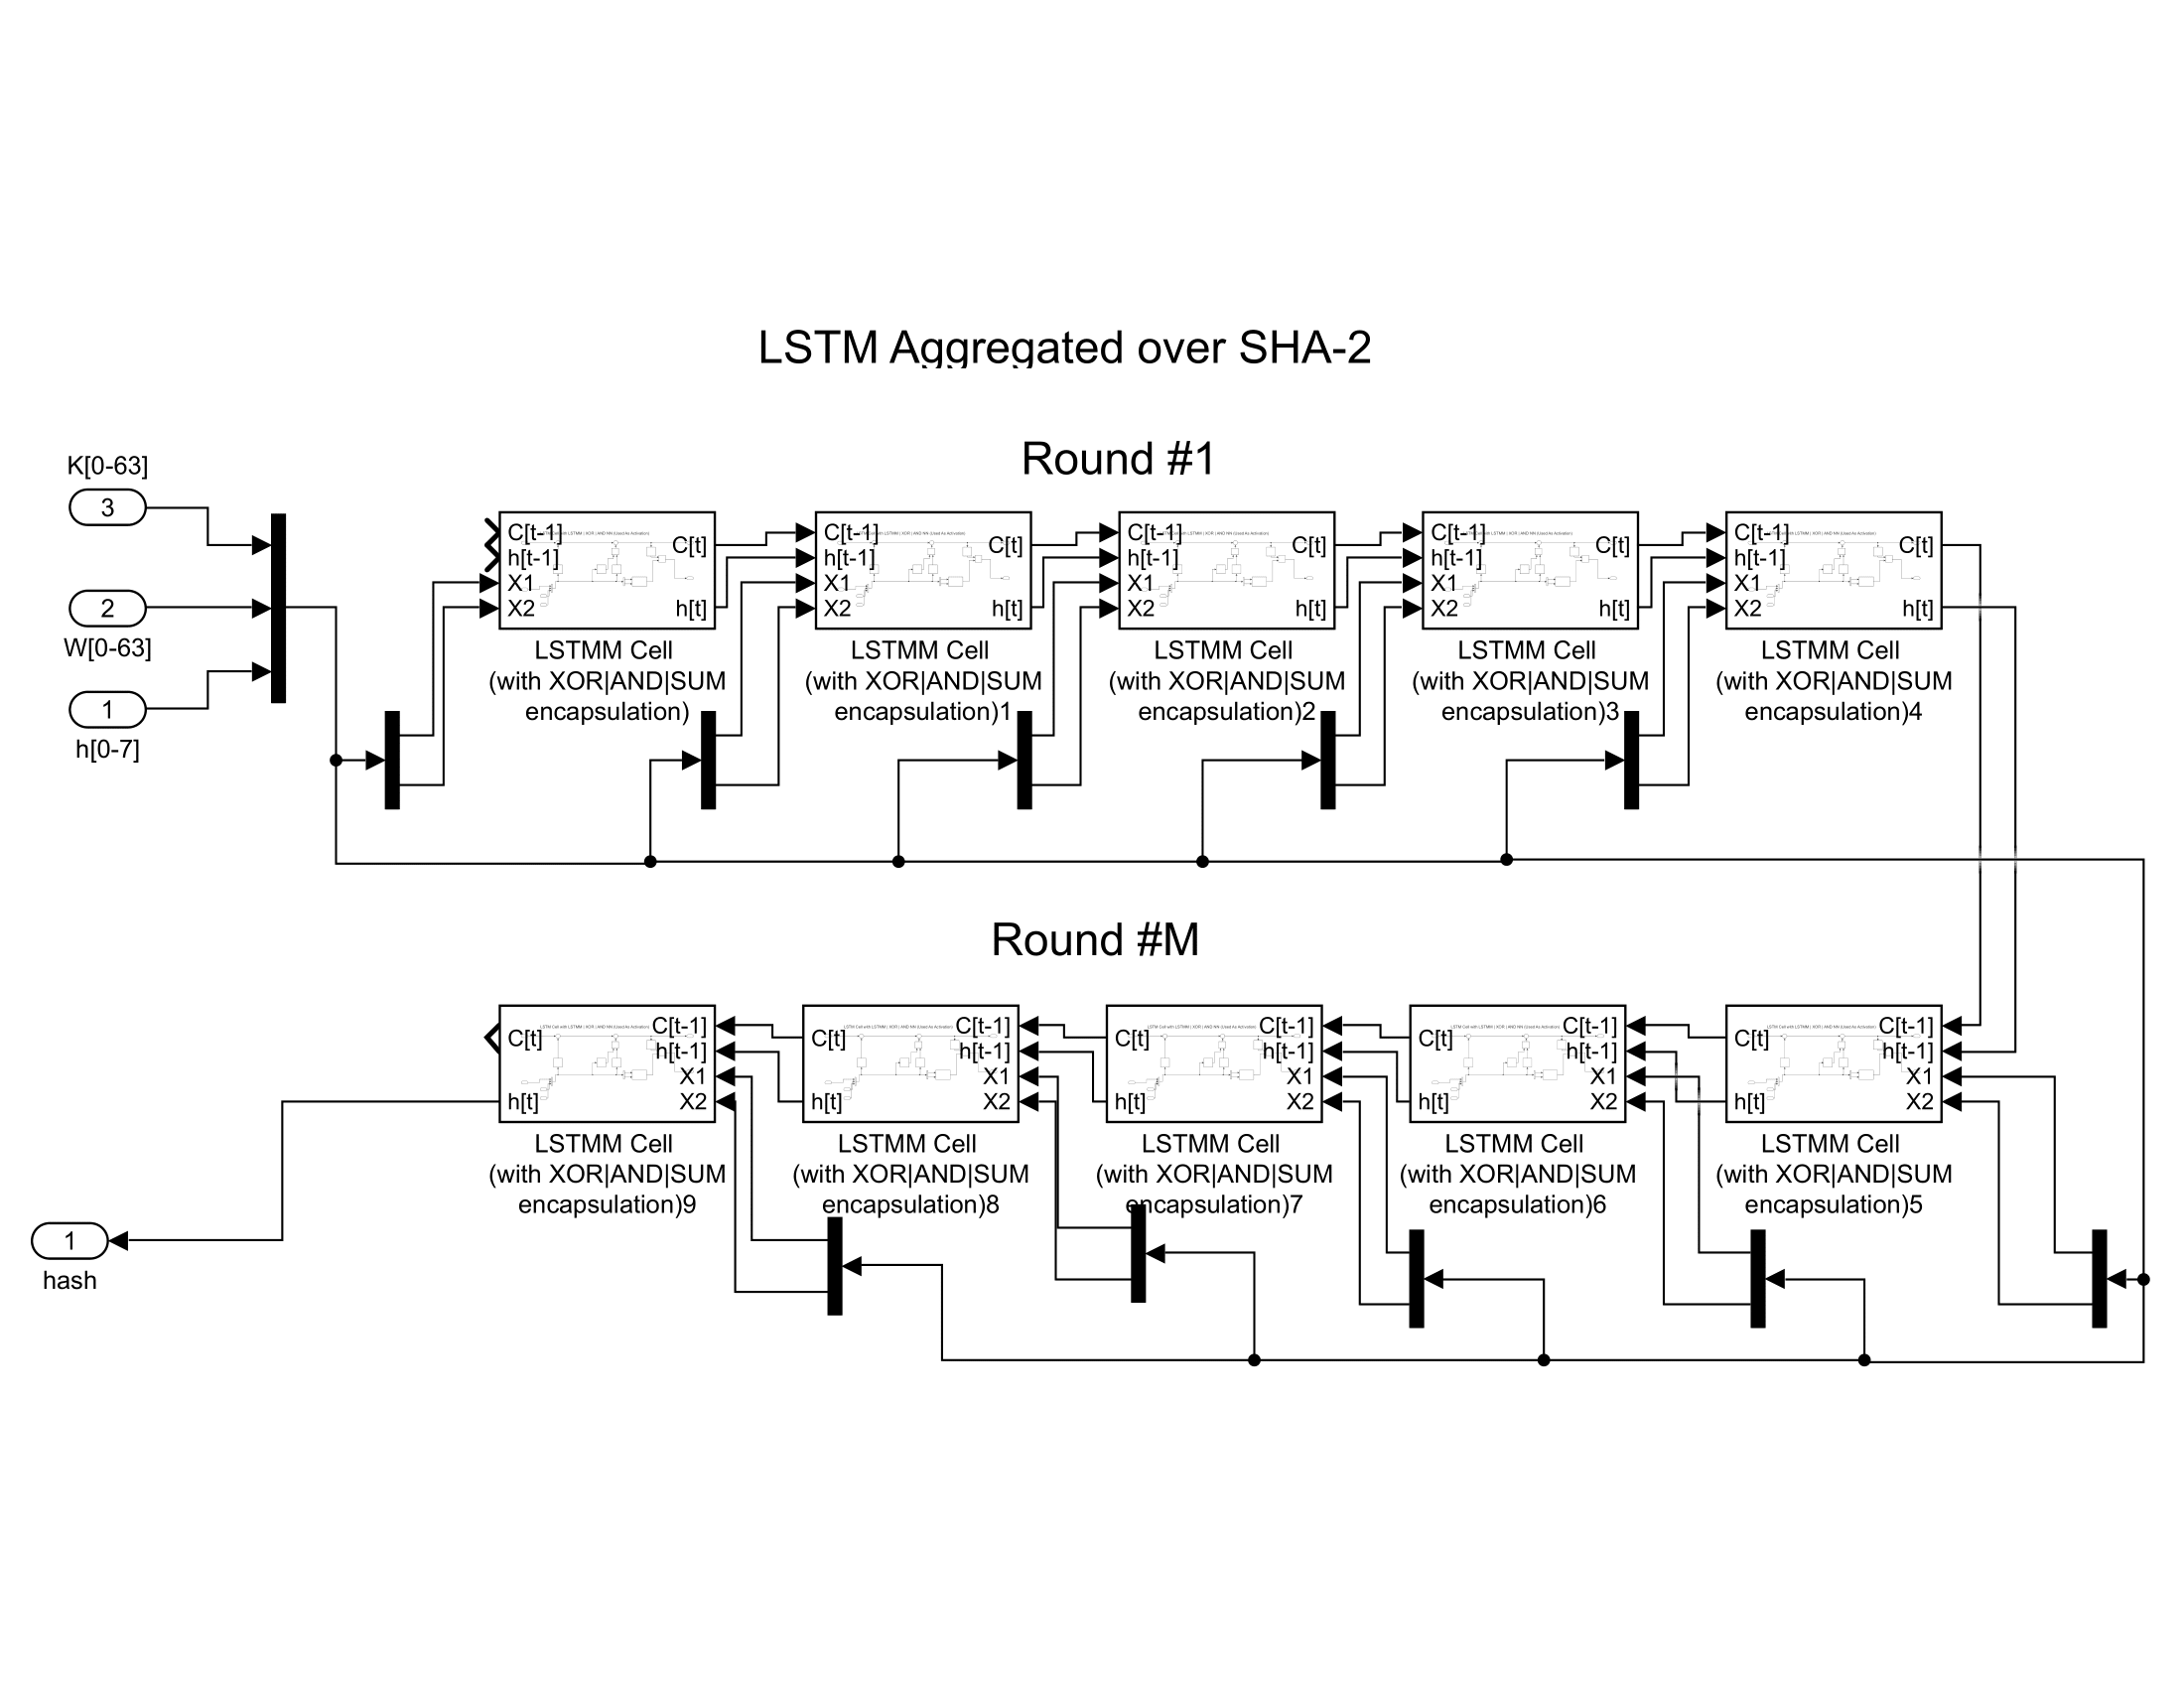 LSTM Aggregated over SHA-2
Round #1
K[0-63]
3
2
W[0-63]
1
h[0-7]
C[t-1]
h[t-1]
X1
X2
C[t]
h[t]
LSTMM Cell
(with XOR|AND|SUM
encapsulation)
C[t-1]
h[t-1]
X1
X2
C[t]
h[t]
LSTMM Cell
(with XOR|AND|SUM
encapsulation)1
C[t-1]
h[t-1]
X1
X2
C[t]
h[t]
LSTMM Cell
(with XOR|AND|SUM
encapsulation)2
C[t-1]
h[t-1]
X1
X2
C[t]
h[t]
LSTMM Cell
(with XOR|AND|SUM
encapsulation)3
C[t-1]
h[t-1]
X1
X2
C[t]
h[t]
LSTMM Cell
(with XOR|AND|SUM
encapsulation)4
Round #M
C[t]
h[t]
C[t-1]
h[t-1]
X1
X2
LSTMM Cell
(with XOR|AND|SUM
encapsulation)9
C[t]
h[t]
C[t-1]
h[t-1]
X1
X2
LSTMM Cell
(with XOR|AND|SUM
encapsulation)8
C[t]
h[t]
C[t-1]
h[t-1]
X1
X2
LSTMM Cell
(with XOR|AND|SUM
encapsulation)7
C[t]
h[t]
C[t-1]
h[t-1]
X1
X2
LSTMM Cell
(with XOR|AND|SUM
encapsulation)6
C[t]
h[t]
C[t-1]
h[t-1]
X1
X2
LSTMM Cell
(with XOR|AND|SUM
encapsulation)5
1
hash